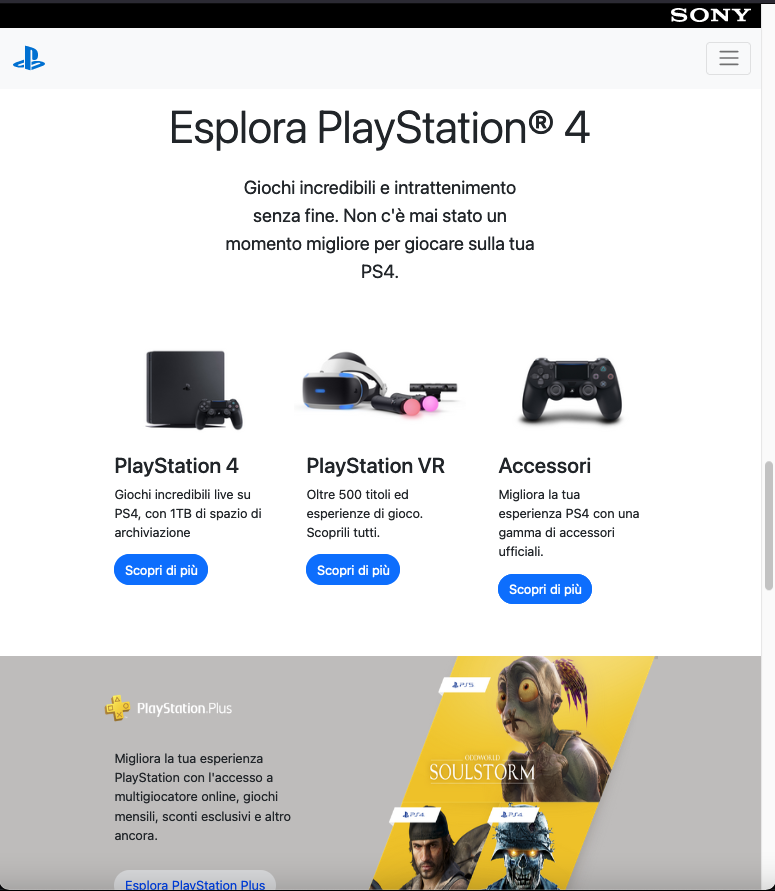 SONY
Esplora PlayStation® 4
Giochi incredibili e intrattenimento
senza fine. Non c'è mai stato un
momento migliore per giocare sulla tua
PS4.
PlayStation 4
Giochi incredibili live su
PS4, con 1TB di spazio di
archiviazione
Scopri di più
PlayStation VR
Oltre 500 titoli ed
esperienze di gioco.
Scoprili tutti.
Scopri di più
Accessori
Migliora la tua
esperienza PS4 con una
gamma di accessori
ufficiali.
Scopri di più
PlayStation.Plus
Migliora la tua esperienza
PlayStation con l'accesso a
multigiocatore online, giochi
mensili, sconti esclusivi e altro
ancora.
Esplora PlayStation Plus
PS5
ODDWORLD
SOULSTORM
PS4
PS4